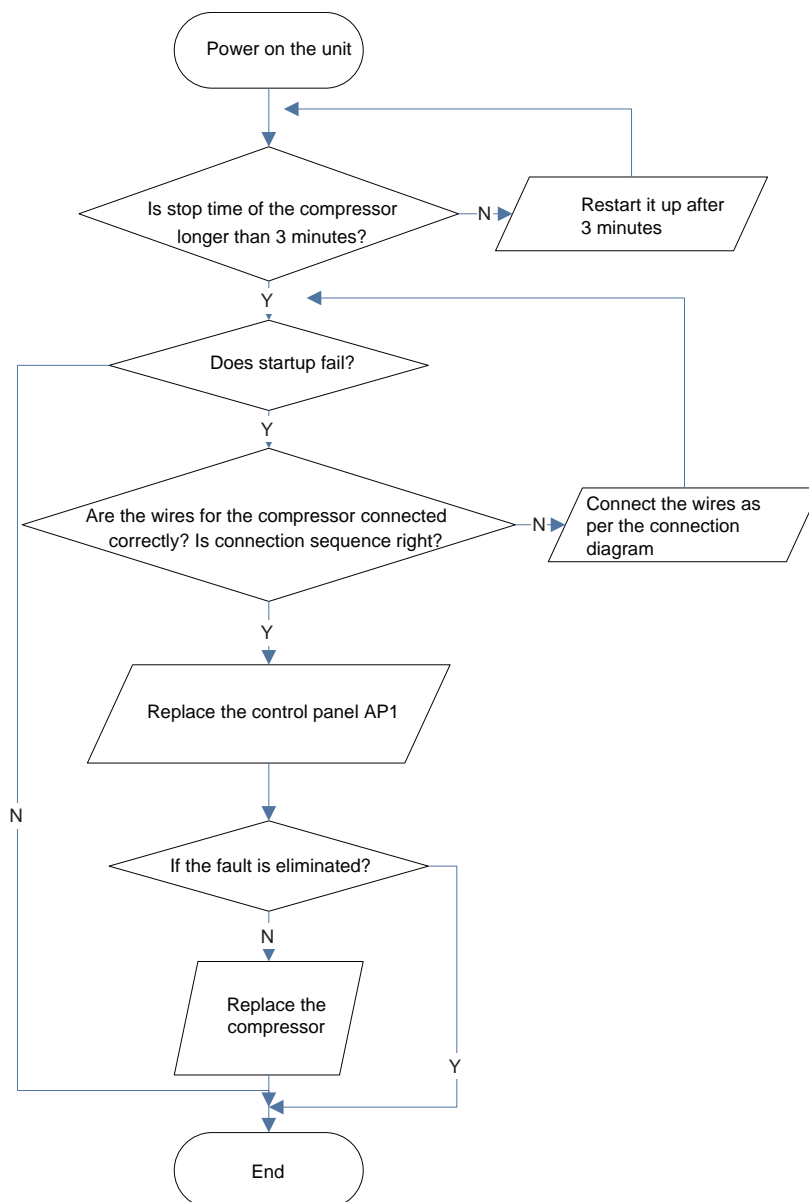 Power on the unit
Is stop time of the compressor
longer than 3 minutes?
N
Restart it up after
3 minutes
Y
Does startup fail?
Y
Are the wires for the compressor connected
correctly? Is connection sequence right?
N
Connect the wires as
per the connection
diagram
Y
Replace the control panel AP1
N
If the fault is eliminated?
N
Replace the
compressor
Y
End